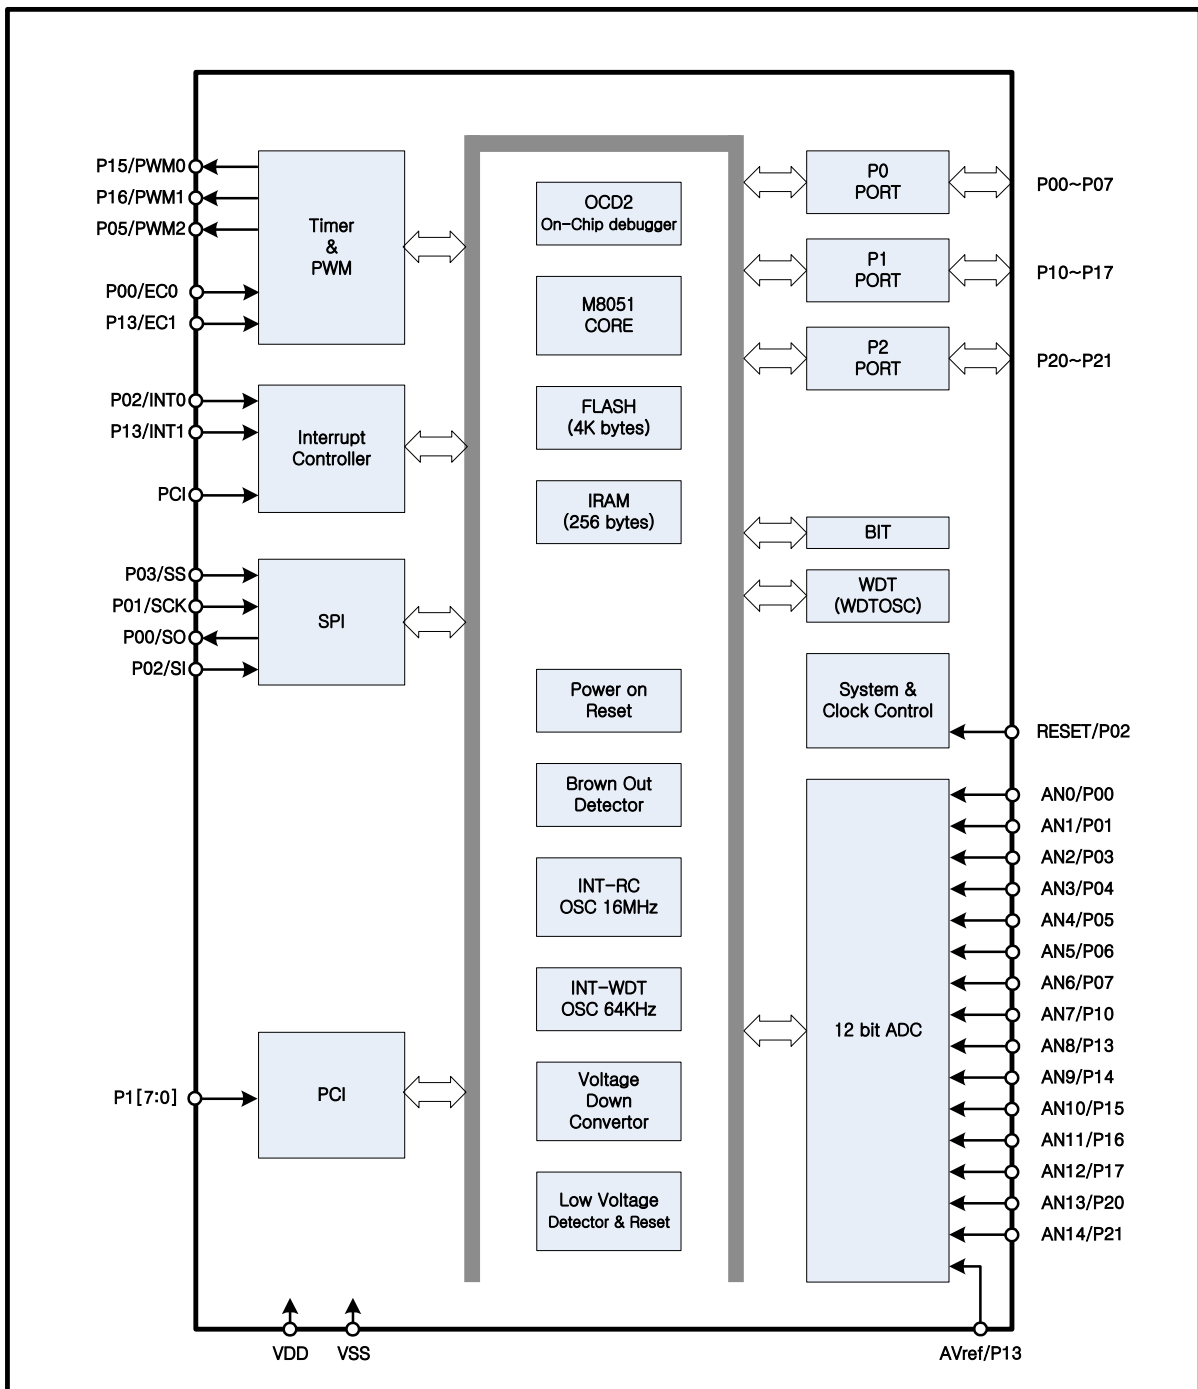 P15/PWM0
P16/PWM1
P05/PWM2
P00/EC0
P13/EC1
Timer
&
PWM
P02/INT0
P13/INT1
PCI
Interrupt
Controller
P03/SS
P01/SCK
P00/SO
P02/SI
SPI
P1[7:0]
PCI
OCD2
On-Chip debugger
M8051
CORE
FLASH
(4K bytes)
IRAM
(256 bytes)
Power on
Reset
Brown Out
Detector
INT-RC
OSC 16MHz
INT-WDT
OSC 64KHz
Voltage
Down
Convertor
Low Voltage
Detector & Reset
P0
PORT
P00~P07
P1
PORT
P10~P17
P2
PORT
P20~P21
BIT
WDT
(WDTOSC)
System &
Clock Control
RESET/P02
12 bit ADC
AN0/P00
AN1/P01
AN2/P03
AN3/P04
AN4/P05
AN5/P06
AN6/P07
AN7/P10
AN8/P13
AN9/P14
AN10/P15
AN11/P16
AN12/P17
AN13/P20
AN14/P21
VDD
VSS
AVref/P13